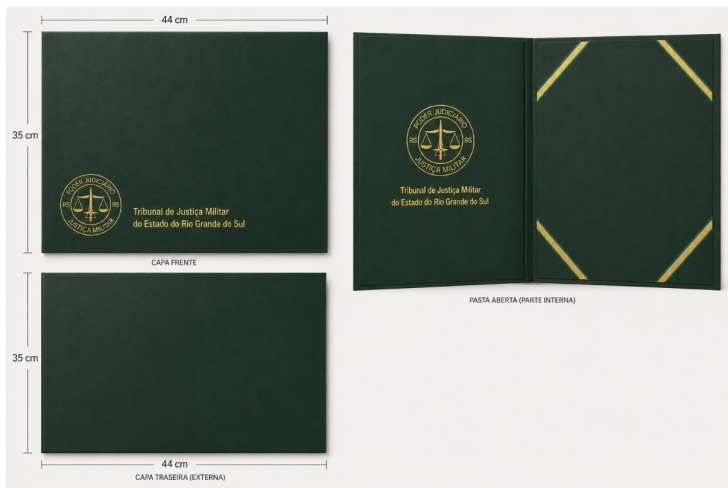 44 cm
35 cm
PODER JUDICIÁRIO
RS RS
JUSTIÇA MILITAR
Tribunal de Justiça Militar
do Estado do Rio Grande do Sul
CAPA FRENTE
35 cm
44 cm
CAPA TRASEIRA (EXTERNA)
PODER JUDICIÁRIO
RS RS
JUSTIÇA MILITAR
Tribunal de Justiça Militar
do Estado do Rio Grande do Sul
PASTA ABERTA (PARTE INTERNA)